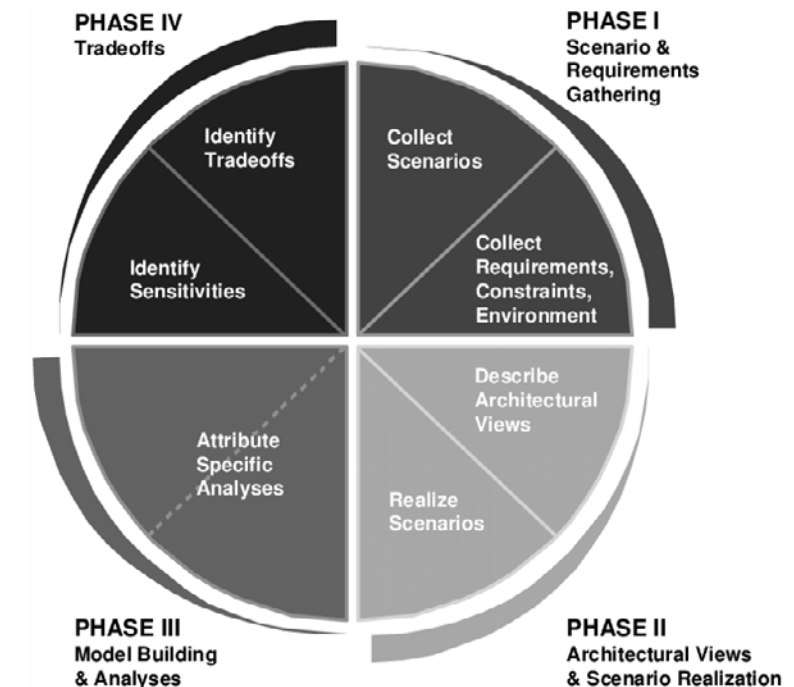 PHASE IV
Tradeoffs
PHASE I
Scenario &
Requirements
Gathering
Identify
Tradeoffs
Collect
Scenarios
Collect
Requirements,
Constraints,
Environment
Identify
Sensitivities
Describe
Architectural
Views
Attribute
Specific
Analyses
Realize
Scenarios
PHASE III
Model Building
& Analyses
PHASE II
Architectural Views
& Scenario Realization